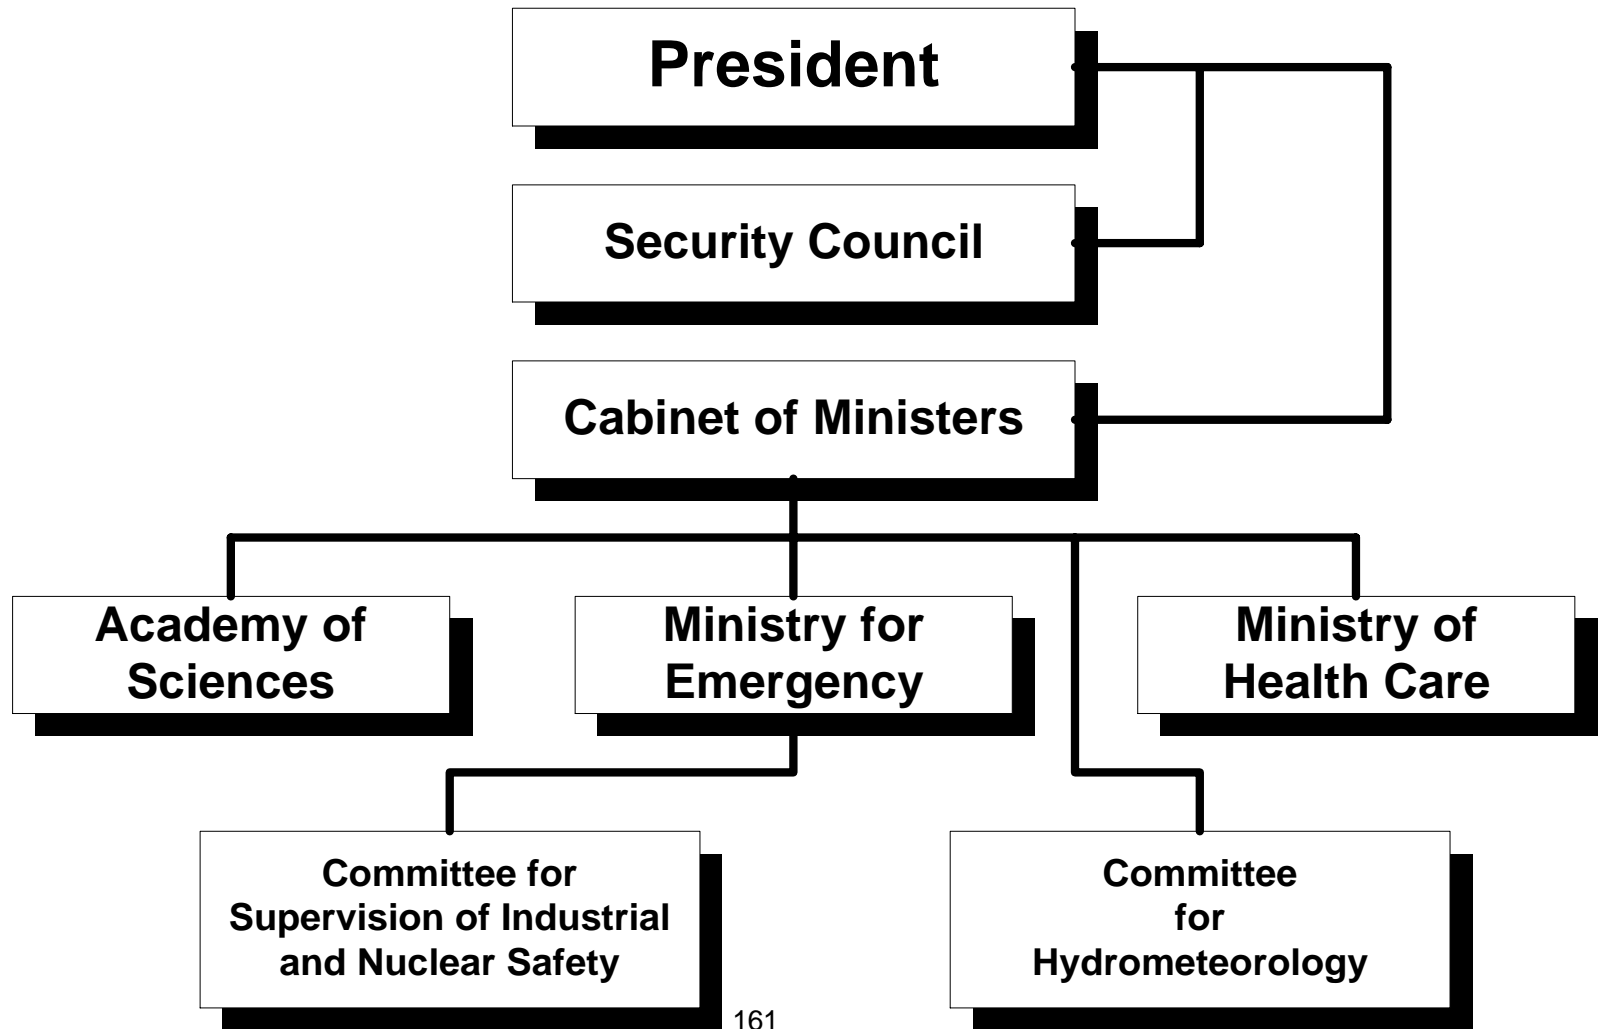 President
Security Council
Cabinet of Ministers
Academy of
Sciences
Ministry for
Emergency
Ministry of
Health Care
Committee for
Supervision of Industrial
and Nuclear Safety
Committee
for
Hydrometeorology
161